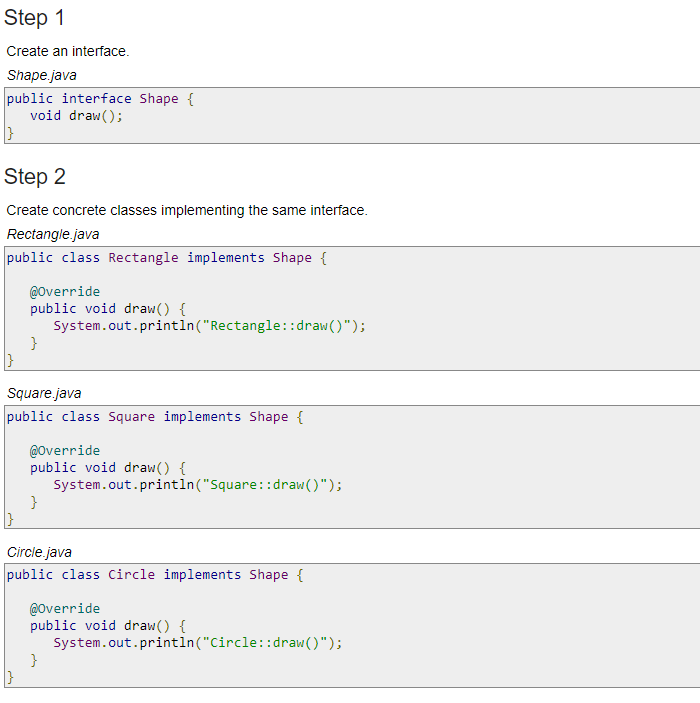 Step 1
Create an interface.
Shape.java
public interface Shape {
   void draw();
}
Step 2
Create concrete classes implementing the same interface.
Rectangle.java
public class Rectangle implements Shape {

   @Override
   public void draw() {
      System.out.println("Rectangle::draw()");
   }
}
Square.java
public class Square implements Shape {

   @Override
   public void draw() {
      System.out.println("Square::draw()");
   }
}
Circle.java
public class Circle implements Shape {

   @Override
   public void draw() {
      System.out.println("Circle::draw()");
   }
}